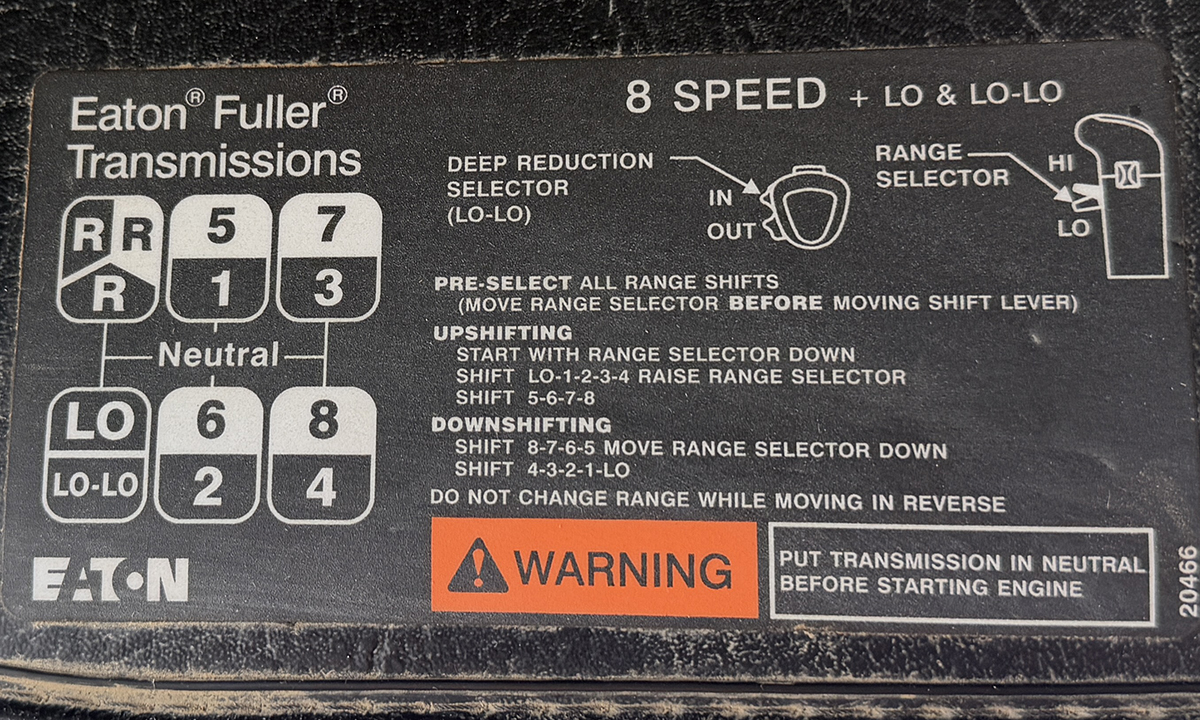 Eaton® Fuller®
Transmissions
8 SPEED + LO & LO-LO
DEEP REDUCTION
SELECTOR
(LO-LO)
IN
OUT
RANGE
SELECTOR
HI
LO
R R 5 7
R 1 3
Neutral
LO 6 8
LO-LO 2 4
PRE-SELECT ALL RANGE SHIFTS
(MOVE RANGE SELECTOR BEFORE MOVING SHIFT LEVER)
UPSHIFTING
START WITH RANGE SELECTOR DOWN
SHIFT LO-1-2-3-4 RAISE RANGE SELECTOR
SHIFT 5-6-7-8
DOWNSHIFTING
SHIFT 8-7-6-5 MOVE RANGE SELECTOR DOWN
SHIFT 4-3-2-1-LO
DO NOT CHANGE RANGE WHILE MOVING IN REVERSE
EATON
WARNING
PUT TRANSMISSION IN NEUTRAL
BEFORE STARTING ENGINE
20466